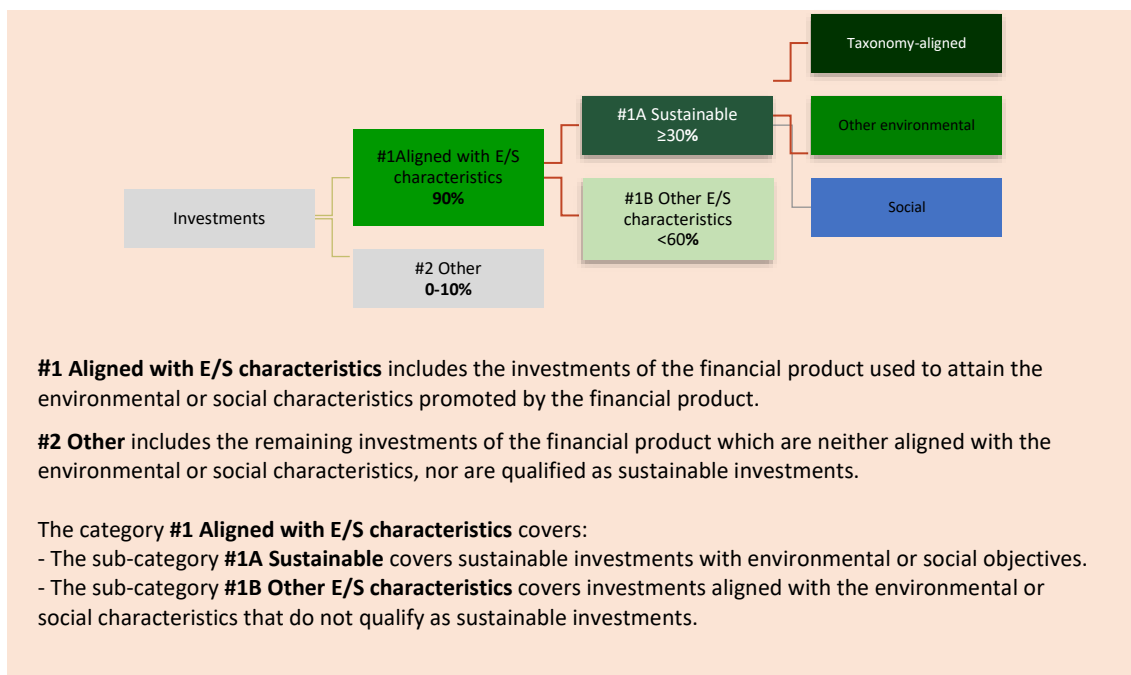 Taxonomy-aligned
#1A Sustainable
≥30%
Other environmental
#1Aligned with E/S
characteristics
90%
#1B Other E/S
characteristics
<60%
Social
Investments
#2 Other
0-10%
#1 Aligned with E/S characteristics includes the investments of the financial product used to attain the
environmental or social characteristics promoted by the financial product.
#2 Other includes the remaining investments of the financial product which are neither aligned with the
environmental or social characteristics, nor are qualified as sustainable investments.
The category #1 Aligned with E/S characteristics covers:
- The sub-category #1A Sustainable covers sustainable investments with environmental or social objectives.
- The sub-category #1B Other E/S characteristics covers investments aligned with the environmental or
social characteristics that do not qualify as sustainable investments.